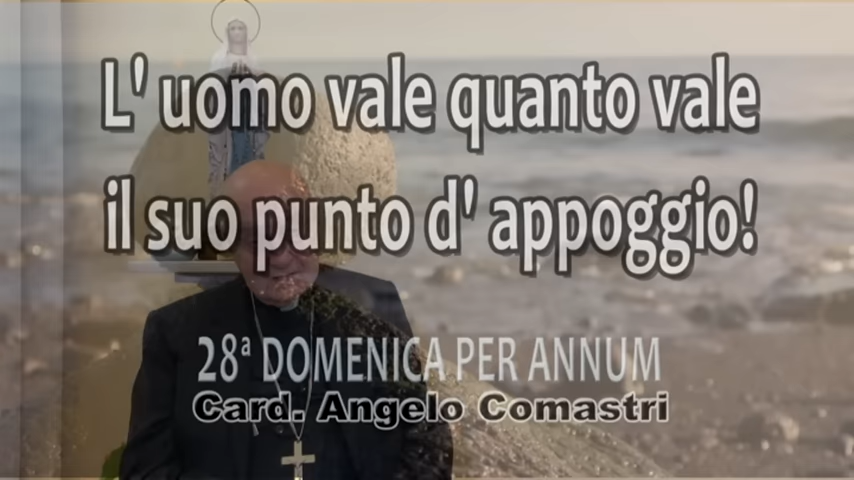 L' uomo vale quanto vale
il suo punto d' appoggio!
28ª DOMENICA PER ANNUM
Card. Angelo Comastri